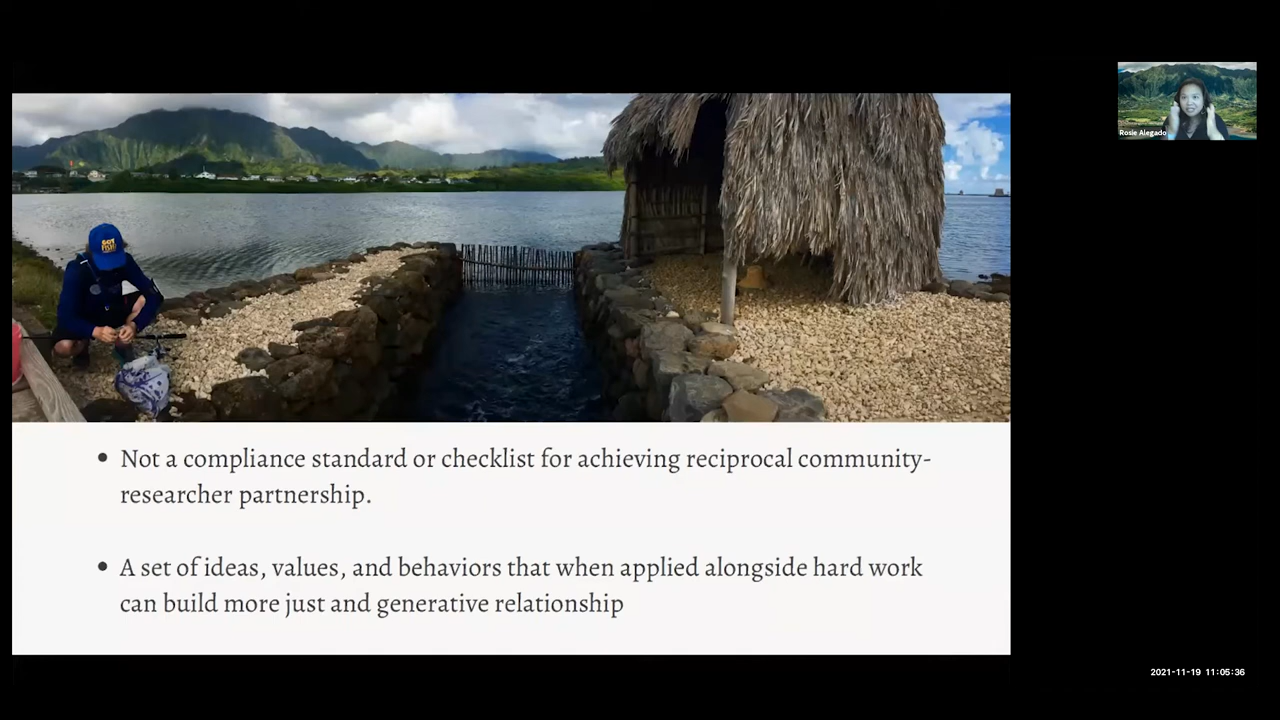 Rosie Alegado
GOT
FISH?
• Not a compliance standard or checklist for achieving reciprocal community-
researcher partnership.
• A set of ideas, values, and behaviors that when applied alongside hard work
can build more just and generative relationship
2021-11-19 11:05:36